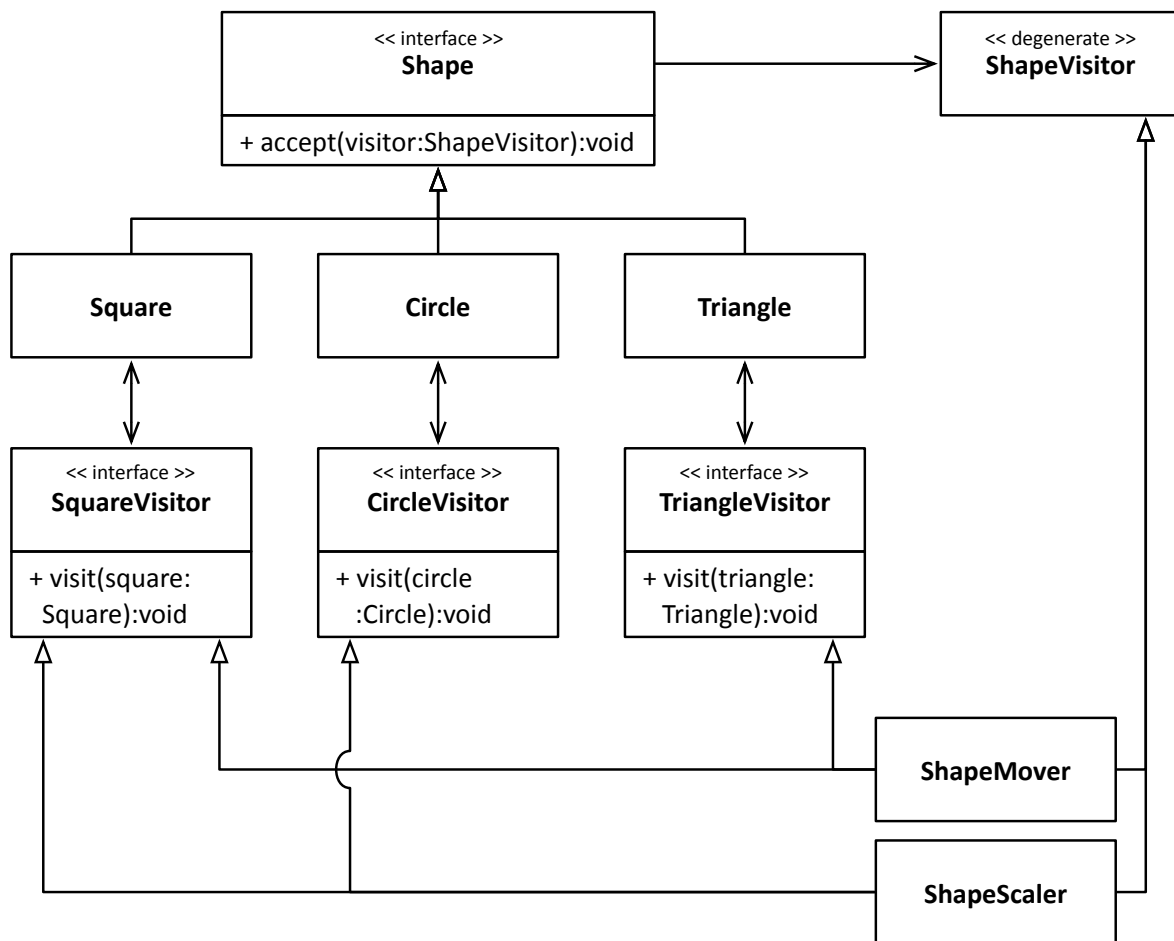 << interface >>
Shape
+ accept(visitor:ShapeVisitor):void
<< degenerate >>
ShapeVisitor
Square
Circle
Triangle
<< interface >>
SquareVisitor
+ visit(square:
Square):void
<< interface >>
CircleVisitor
+ visit(circle
:Circle):void
<< interface >>
TriangleVisitor
+ visit(triangle:
Triangle):void
ShapeMover
ShapeScaler